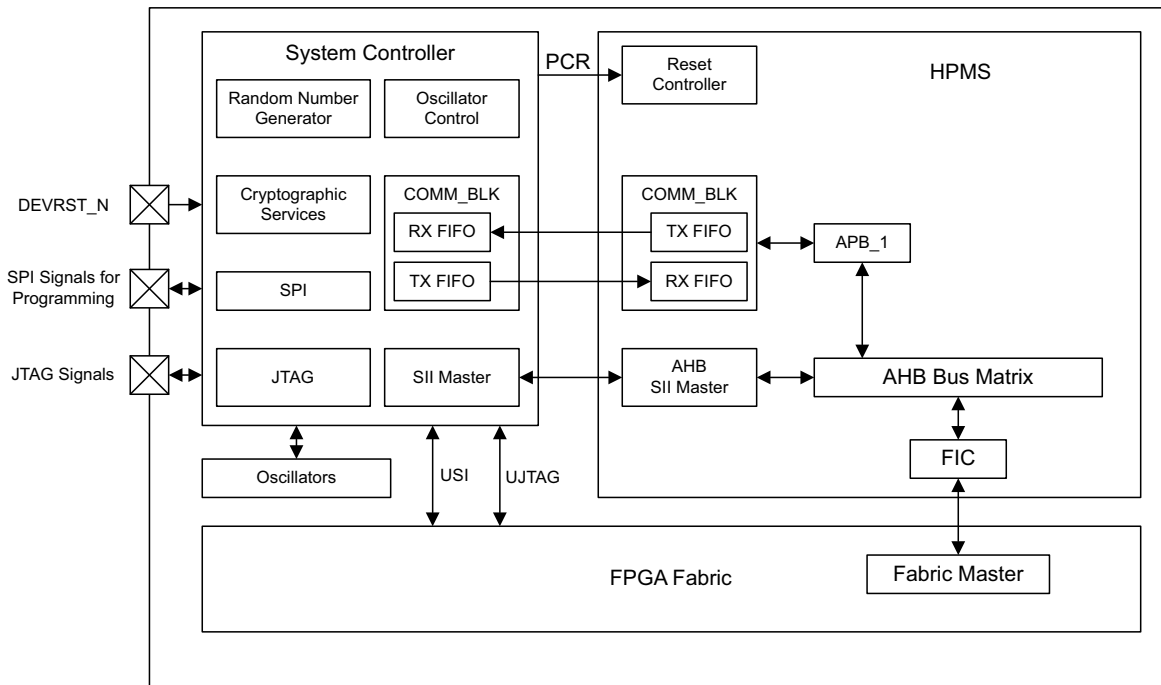 System Controller
PCR
Reset
Controller
HPMS
Random Number
Generator
Oscillator
Control
DEVRST_N
Cryptographic
Services
COMM_BLK
RX FIFO
TX FIFO
COMM_BLK
TX FIFO
RX FIFO
APB_1
SPI Signals for
Programming
SPI
JTAG Signals
JTAG
SII Master
AHB
SII Master
AHB Bus Matrix
Oscillators
USI
UJTAG
FIC
FPGA Fabric
Fabric Master